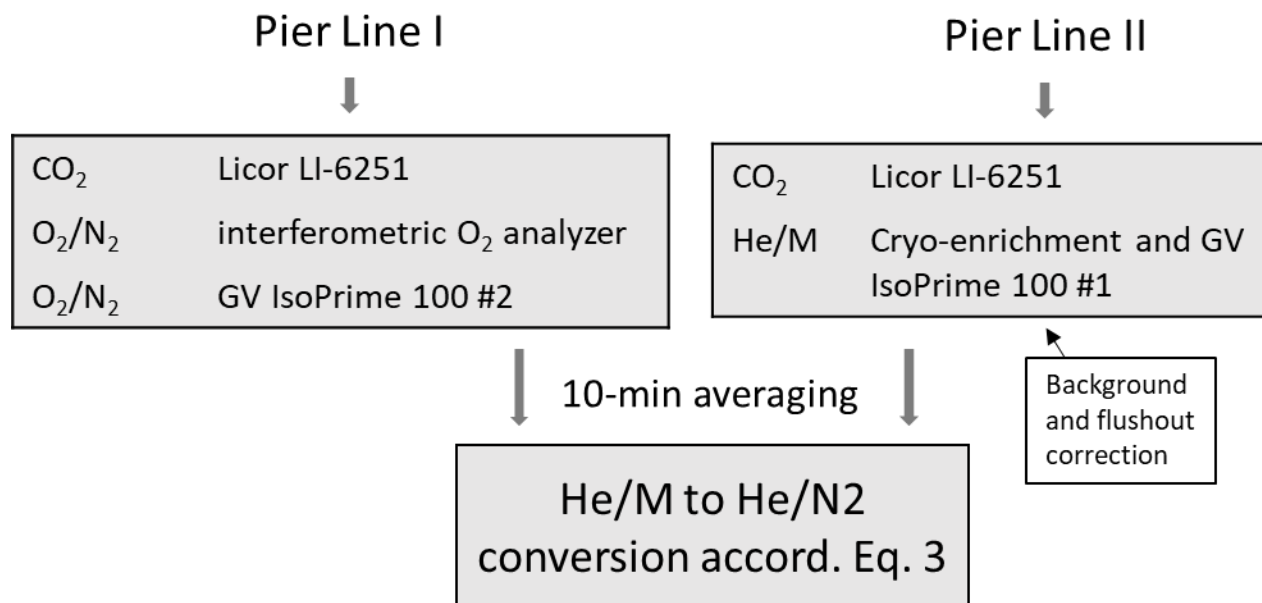 Pier Line I
CO₂ Licor LI-6251
O₂/N₂ interferometric O₂ analyzer
O₂/N₂ GV IsoPrime 100 #2
Pier Line II
CO₂ Licor LI-6251
He/M Cryo-enrichment and GV
IsoPrime 100 #1
10-min averaging
Background
and flushout
correction
He/M to He/N2
conversion accord. Eq. 3